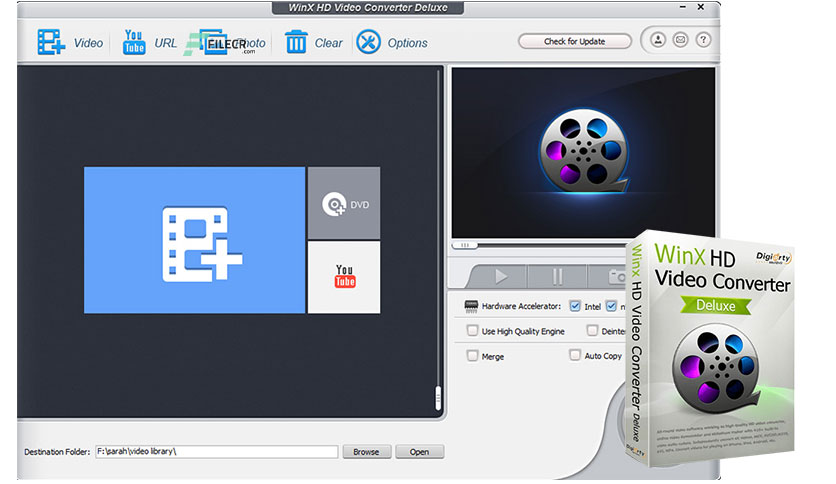 WinX HD Video Converter Deluxe
Video
You Tube URL
FILECR .com
Photo
Clear
Options
Check for Update
?
DVD
You
Tube
Hardware Accelerator: Intel n
Use High Quality Engine Deinte
Merge Auto Copy
Destination Folder: F:\sarah\video library\ Browse Open
Digiarty
WinX HD
Video Converter
Deluxe
WinX HD Video Converter Deluxe